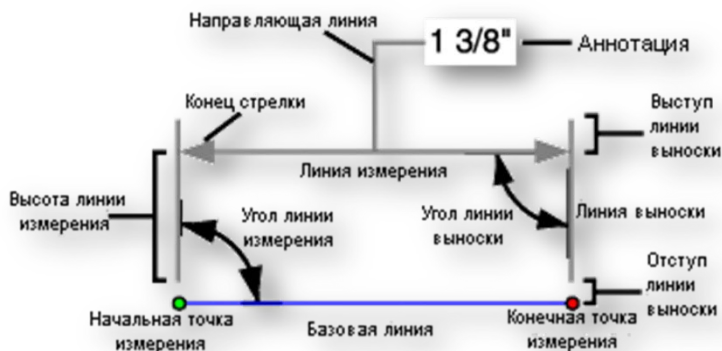 Направляющая линия
1 3/8"
Аннотация
Конец стрелки
Выступ
линии
выноски
Линия измерения
Высота линии
измерения
Угол линии
измерения
Угол линии
выноски
Линия выноски
Отступ
линии
выноски
Начальная точка
измерения
Базовая линия
Конечная точка
измерения